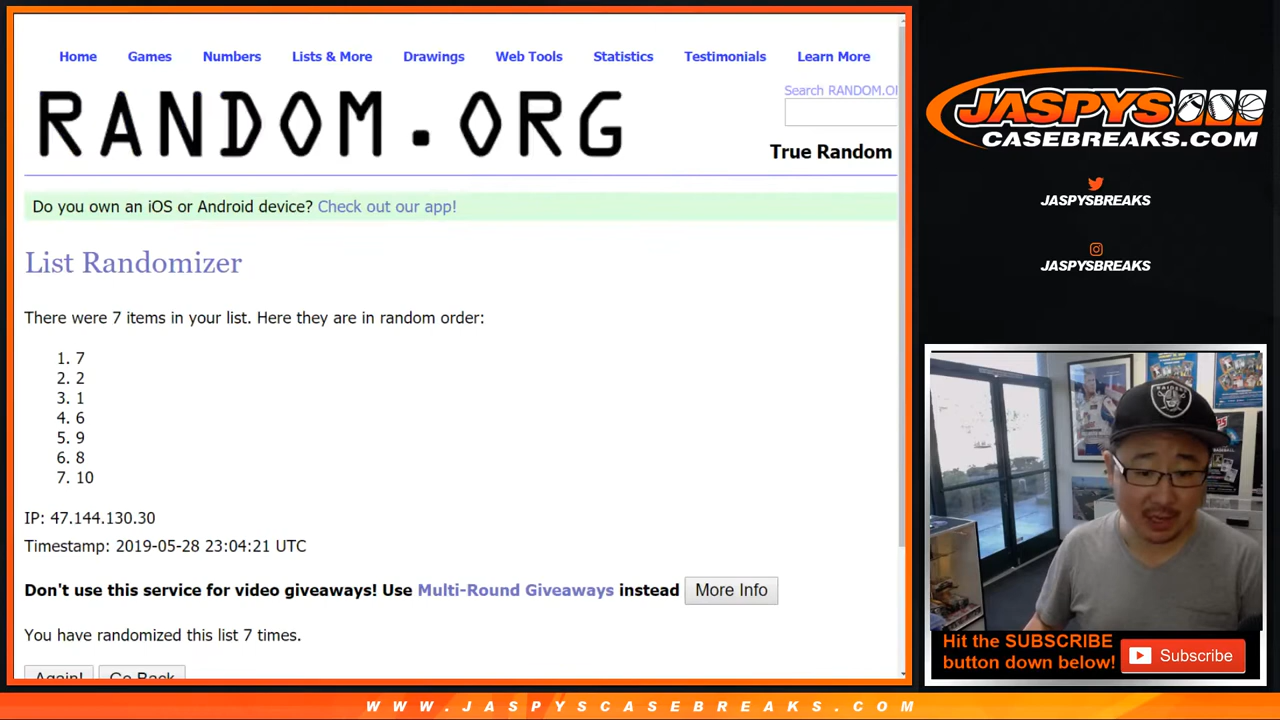 Home Games Numbers Lists & More Drawings Web Tools Statistics Testimonials Learn More
Search RANDOM.OR
RANDOM.ORG
True Random
Do you own an iOS or Android device? Check out our app!
List Randomizer
There were 7 items in your list. Here they are in random order:
1. 7
2. 2
3. 1
4. 6
5. 9
6. 8
7. 10
IP: 47.144.130.30
Timestamp: 2019-05-28 23:04:21 UTC
Don't use this service for video giveaways! Use Multi-Round Giveaways instead More Info
You have randomized this list 7 times.
Again! Go Back
JASPYS
CASEBREAKS.COM
JASPYSBREAKS
JASPYSBREAKS
RAIDERS
Hit the SUBSCRIBE
button down below!
Subscribe
WWW.JASPYSCASEBREAKS.COM